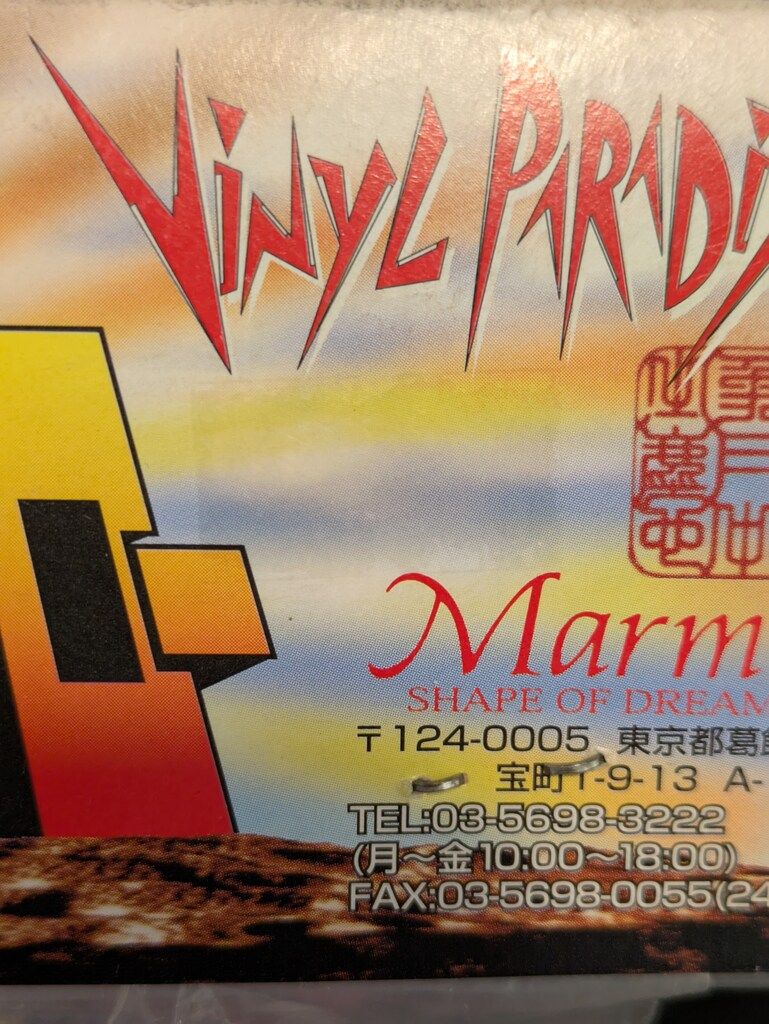 VINYL PARADI
Marm
SHAPE OF DREAM
〒124-0005 東京都葛飾
宝町1-9-13 A-
TEL:03-5698-3222
(月〜金10:00〜18:00)
FAX:03-5698-0055(24